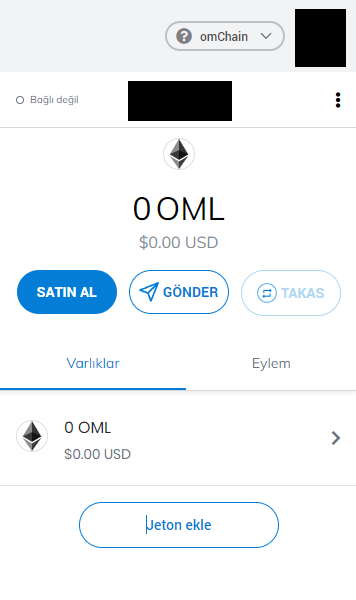 omChain
Bağlı değil
0 OML
$0.00 USD
SATIN AL
GÖNDER
TAKAS
Varlıklar
Eylem
0 OML
$0.00 USD
Jeton ekle